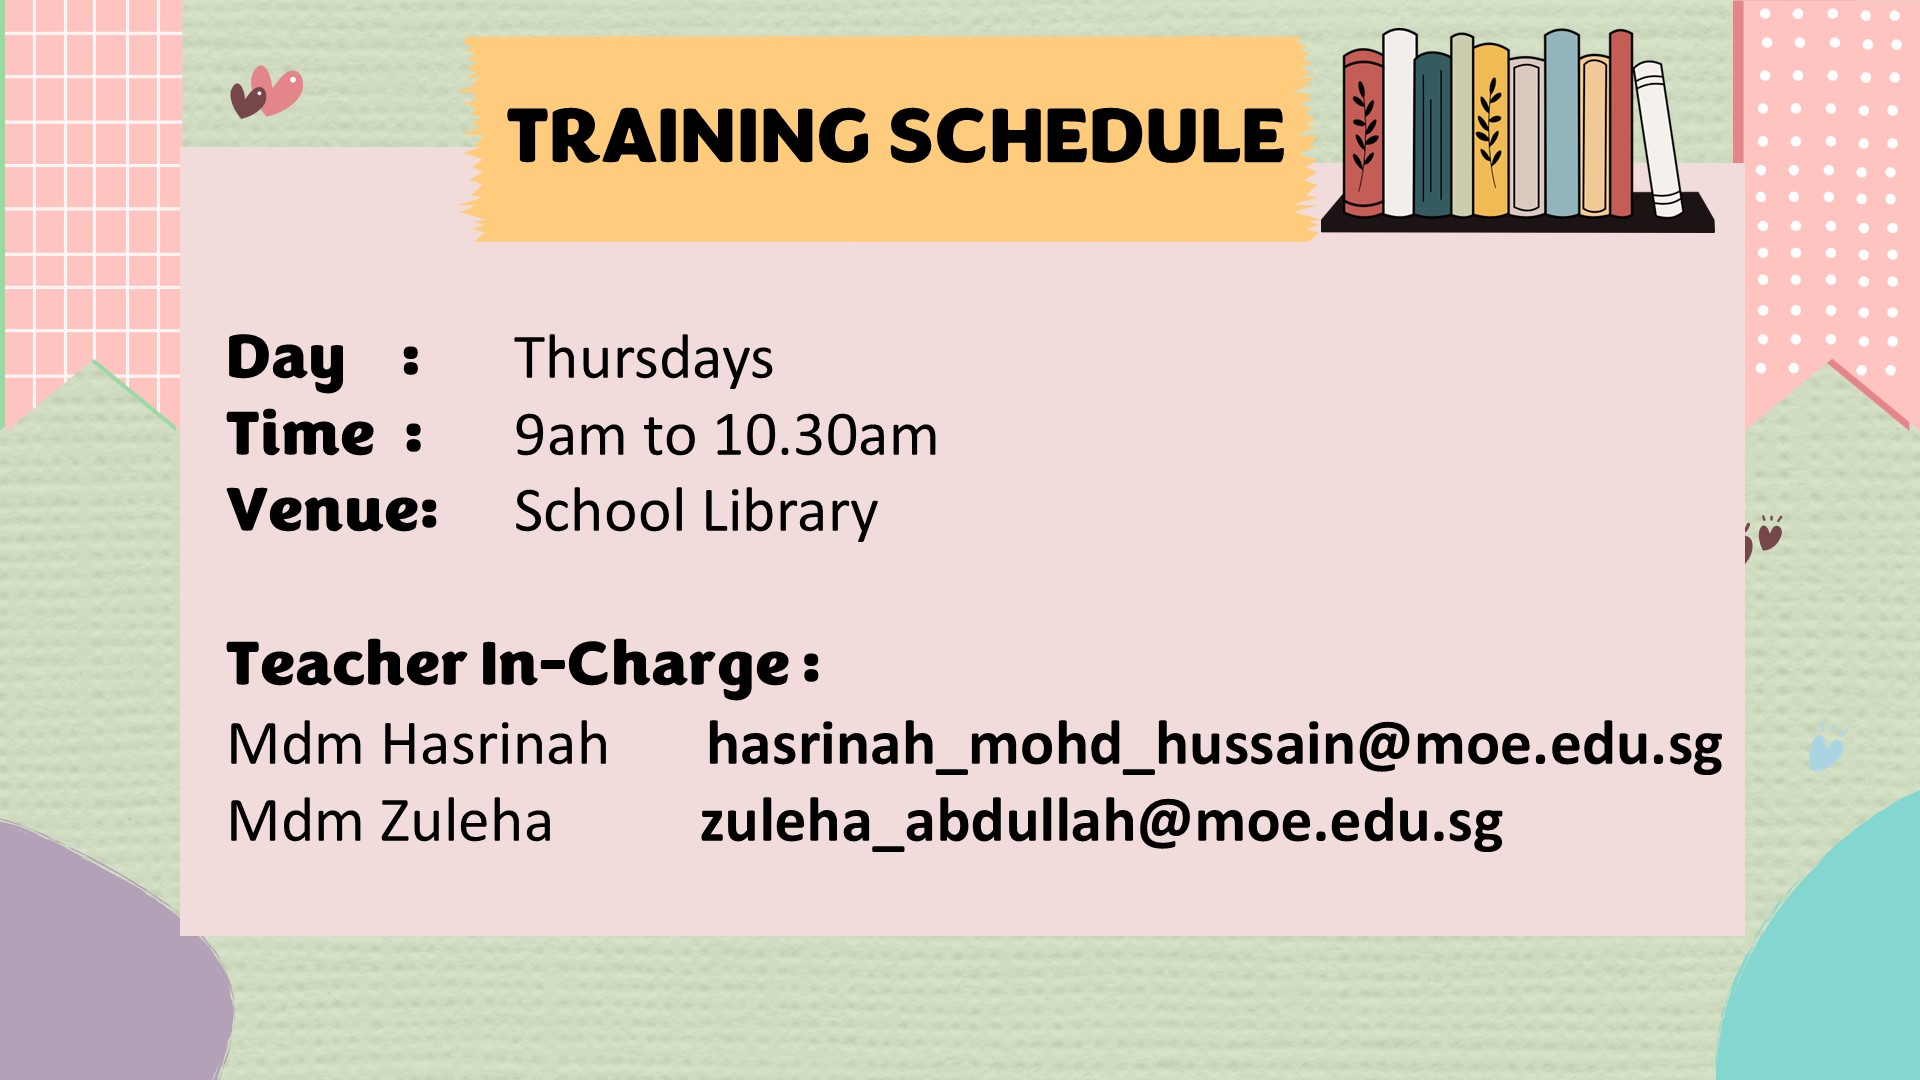 TRAINING SCHEDULE
Day : Thursdays
Time : 9am to 10.30am
Venue: School Library
Teacher In-Charge :
Mdm Hasrinah hasrinah_mohd_hussain@moe.edu.sg
Mdm Zuleha zuleha_abdullah@moe.edu.sg